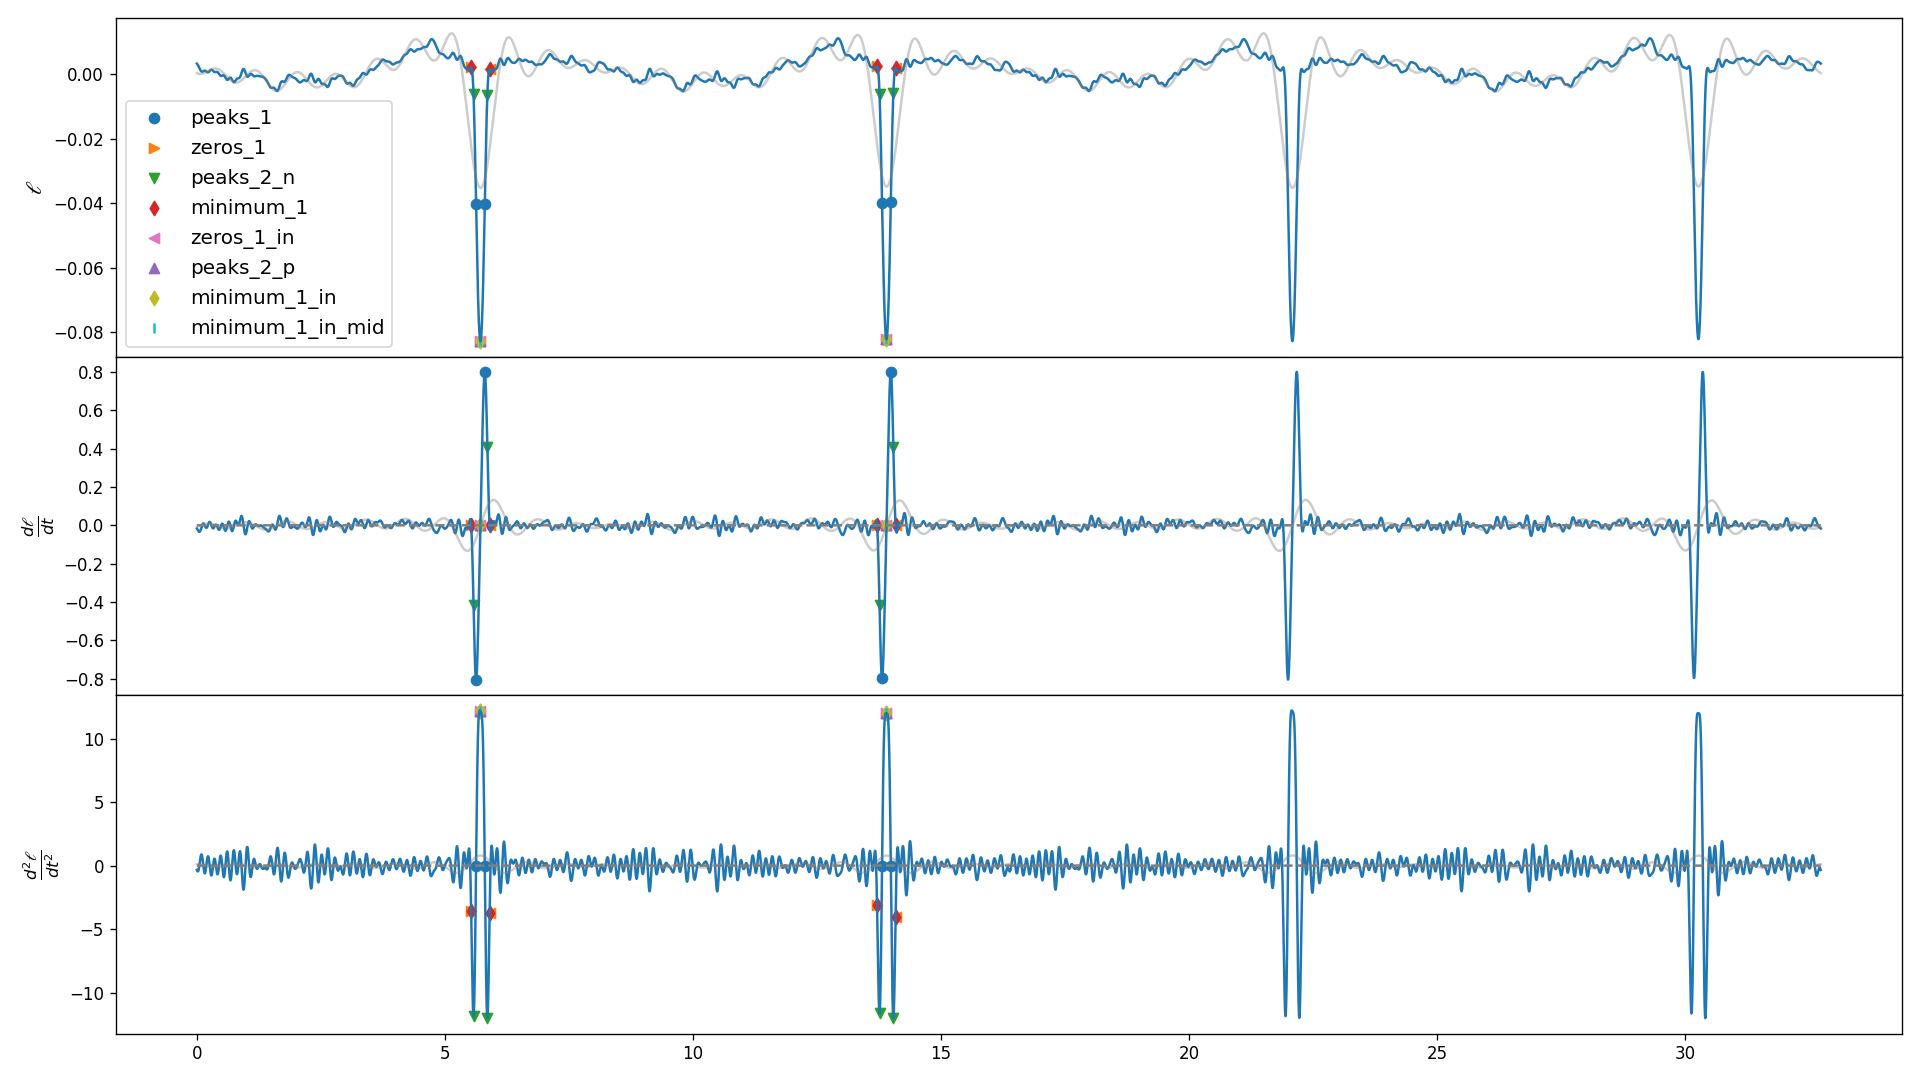 0.00
−0.02
−0.04
−0.06
−0.08
ℓ
peaks_1
zeros_1
peaks_2_n
minimum_1
zeros_1_in
peaks_2_p
minimum_1_in
minimum_1_in_mid
0.8
0.6
0.4
0.2
0.0
−0.2
−0.4
−0.6
−0.8
dℓ
dt
10
5
0
−5
−10
d²ℓ
dt²
0 5 10 15 20 25 30